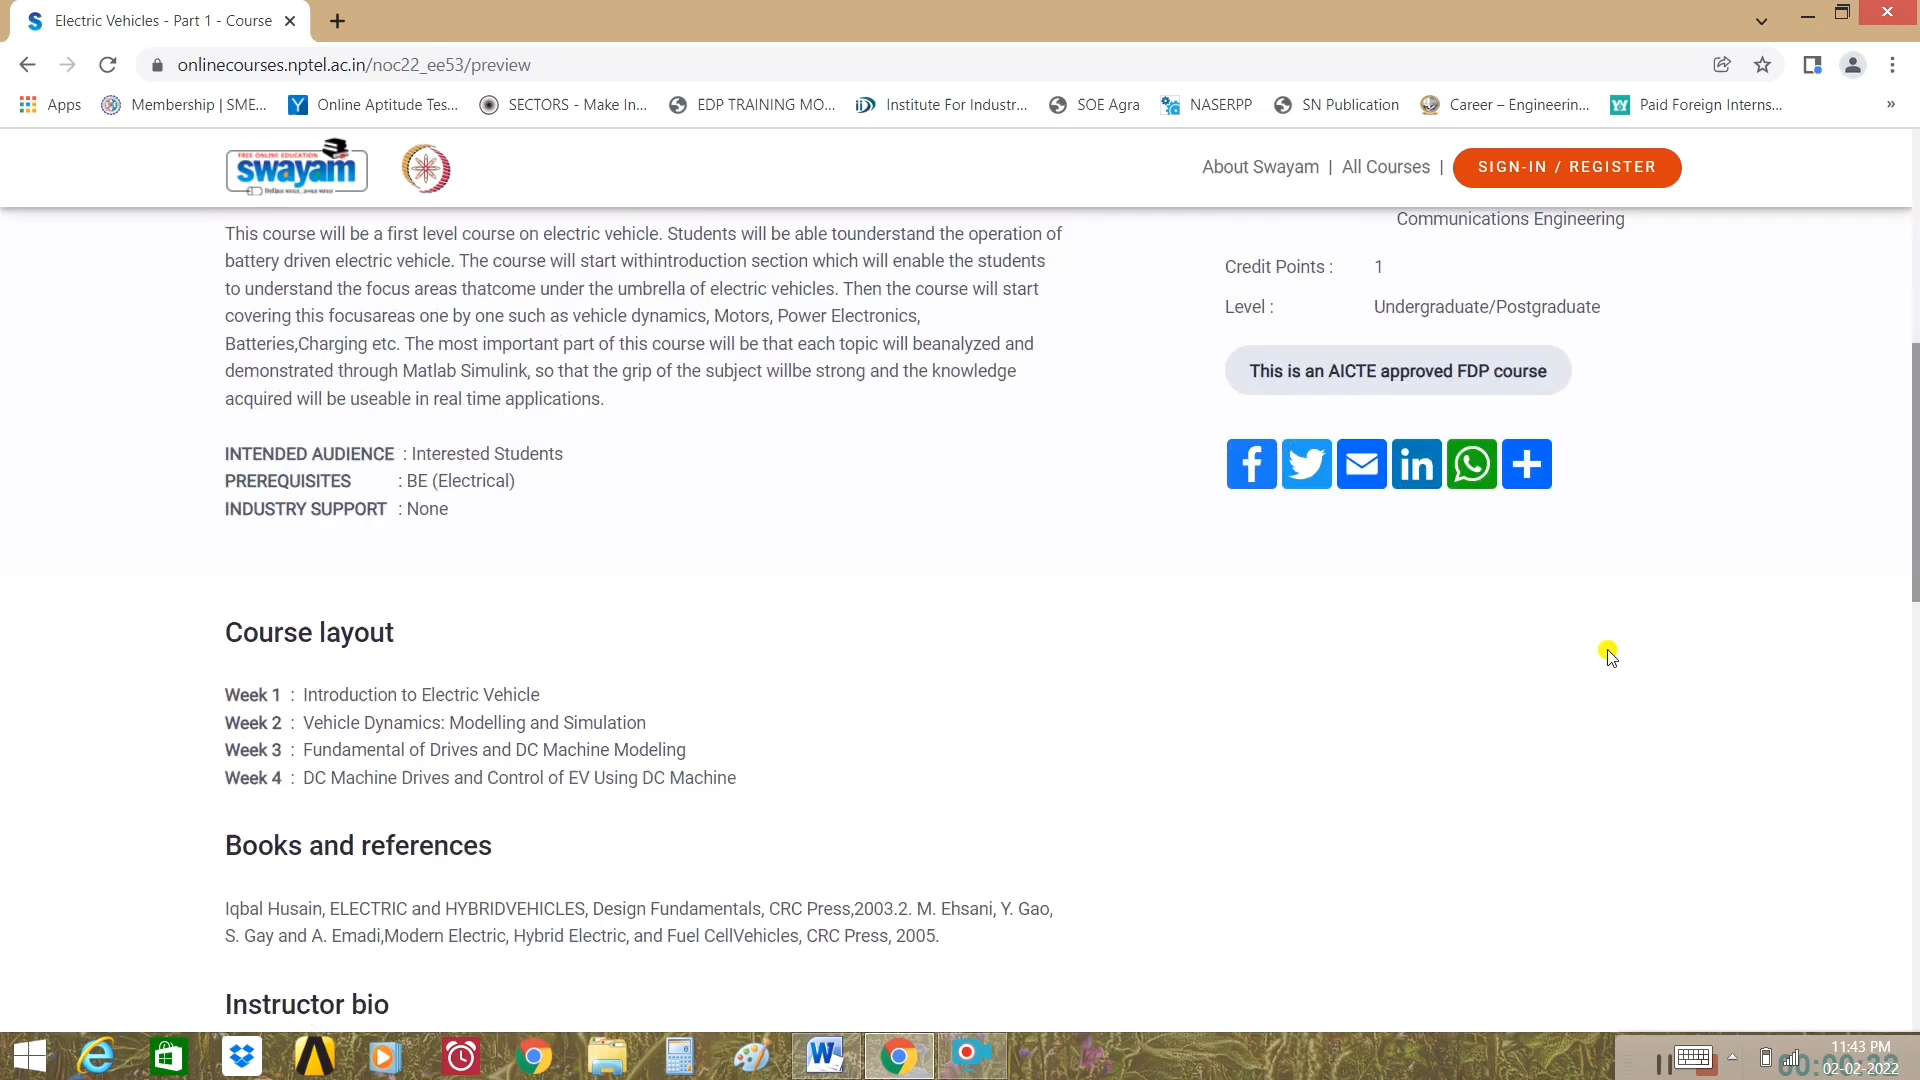 Electric Vehicles - Part 1 - Course
onlinecourses.nptel.ac.in/noc22_ee53/preview
Apps Membership | SME... Online Aptitude Tes... SECTORS - Make In... EDP TRAINING MO... Institute For Industr... SOE Agra NASERPP SN Publication Career – Engineerin... Paid Foreign Interns... »
FREE ONLINE EDUCATION
swayam
About Swayam | All Courses | SIGN-IN / REGISTER
This course will be a first level course on electric vehicle. Students will be able tounderstand the operation of
battery driven electric vehicle. The course will start withintroduction section which will enable the students
to understand the focus areas thatcome under the umbrella of electric vehicles. Then the course will start
covering this focusareas one by one such as vehicle dynamics, Motors, Power Electronics,
Batteries,Charging etc. The most important part of this course will be that each topic will beanalyzed and
demonstrated through Matlab Simulink, so that the grip of the subject willbe strong and the knowledge
acquired will be useable in real time applications.
INTENDED AUDIENCE : Interested Students
PREREQUISITES : BE (Electrical)
INDUSTRY SUPPORT : None
Communications Engineering
Credit Points : 1
Level : Undergraduate/Postgraduate
This is an AICTE approved FDP course
Course layout
Week 1 : Introduction to Electric Vehicle
Week 2 : Vehicle Dynamics: Modelling and Simulation
Week 3 : Fundamental of Drives and DC Machine Modeling
Week 4 : DC Machine Drives and Control of EV Using DC Machine
Books and references
Iqbal Husain, ELECTRIC and HYBRIDVEHICLES, Design Fundamentals, CRC Press,2003.2. M. Ehsani, Y. Gao,
S. Gay and A. Emadi,Modern Electric, Hybrid Electric, and Fuel CellVehicles, CRC Press, 2005.
Instructor bio
11:43 PM
00:00:32
02-02-2022